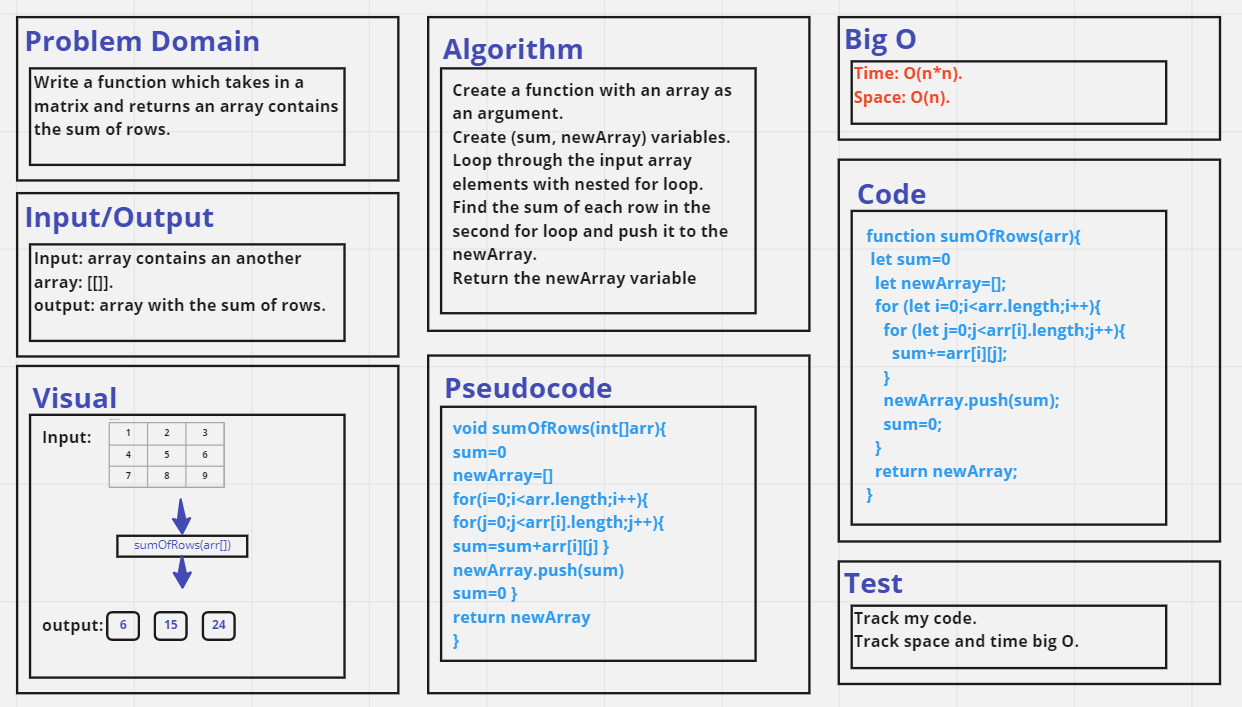 Problem Domain
Write a function which takes in a
matrix and returns an array contains
the sum of rows.
Input/Output
Input: array contains an another
array: [[]].
output: array with the sum of rows.
Visual
Input:
1 2 3
4 5 6
7 8 9
sumOfRows(arr[])
output: 6 15 24
Algorithm
Create a function with an array as
an argument.
Create (sum, newArray) variables.
Loop through the input array
elements with nested for loop.
Find the sum of each row in the
second for loop and push it to the
newArray.
Return the newArray variable
Pseudocode
void sumOfRows(int[]arr){
sum=0
newArray=[]
for(i=0;i<arr.length;i++){
for(j=0;j<arr[i].length;j++){
sum=sum+arr[i][j] }
newArray.push(sum)
sum=0 }
return newArray
}
Big O
Time: O(n*n).
Space: O(n).
Code
function sumOfRows(arr){
let sum=0
let newArray=[];
for (let i=0;i<arr.length;i++){
for (let j=0;j<arr[i].length;j++){
sum+=arr[i][j];
}
newArray.push(sum);
sum=0;
}
return newArray;
}
Test
Track my code.
Track space and time big O.